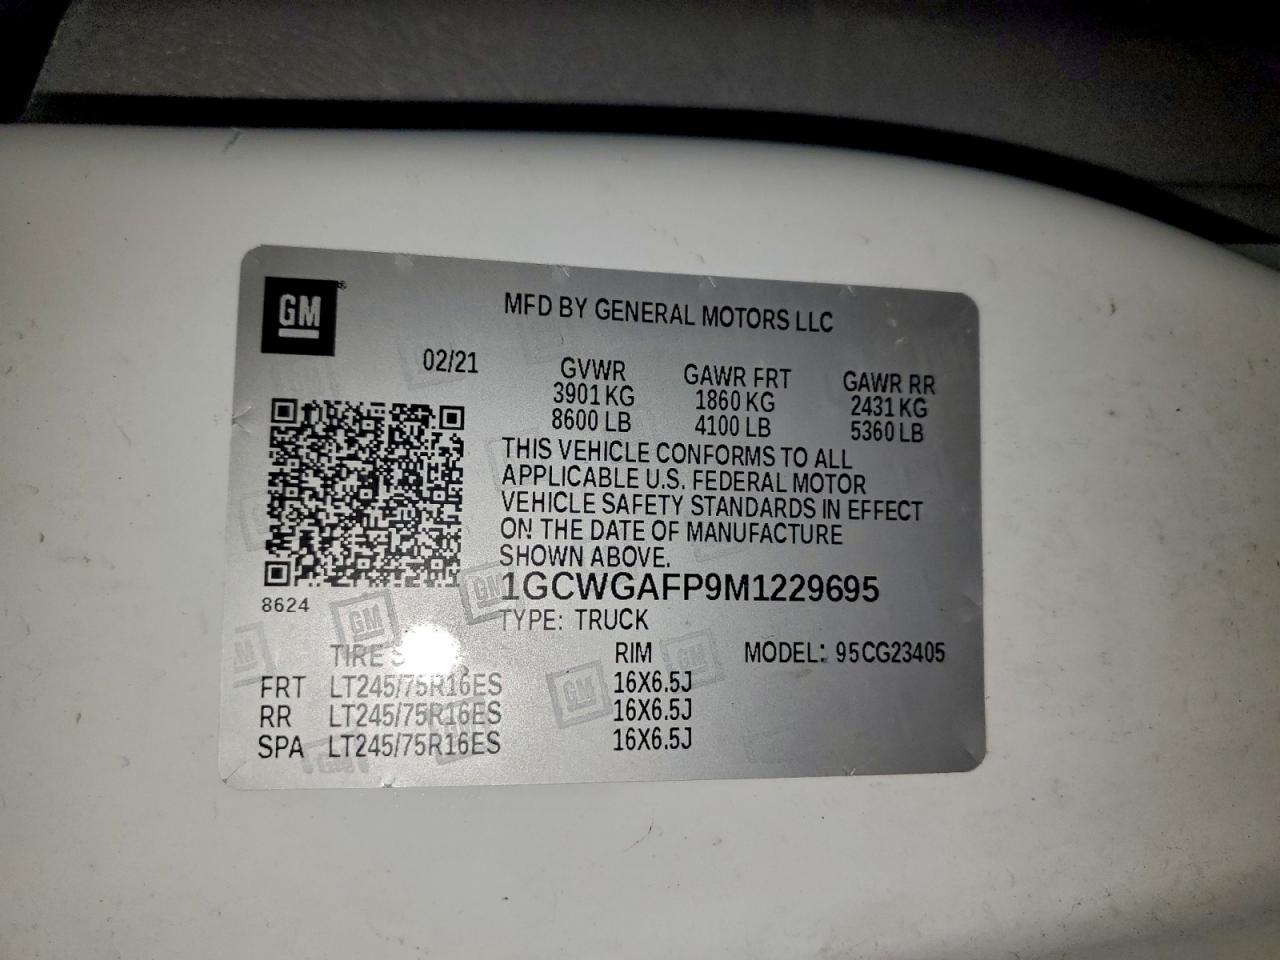 GM
MFD BY GENERAL MOTORS LLC
02/21
GVWR GAWR FRT GAWR RR
3901 KG 1860 KG 2431 KG
8600 LB 4100 LB 5360 LB
THIS VEHICLE CONFORMS TO ALL
APPLICABLE U.S. FEDERAL MOTOR
VEHICLE SAFETY STANDARDS IN EFFECT
ON THE DATE OF MANUFACTURE
SHOWN ABOVE.
8624
1GCWGAFP9M1229695
TYPE: TRUCK
TIRE RIM MODEL: 95CG23405
FRT LT245/75R16ES 16X6.5J
RR LT245/75R16ES 16X6.5J
SPA LT245/75R16ES 16X6.5J